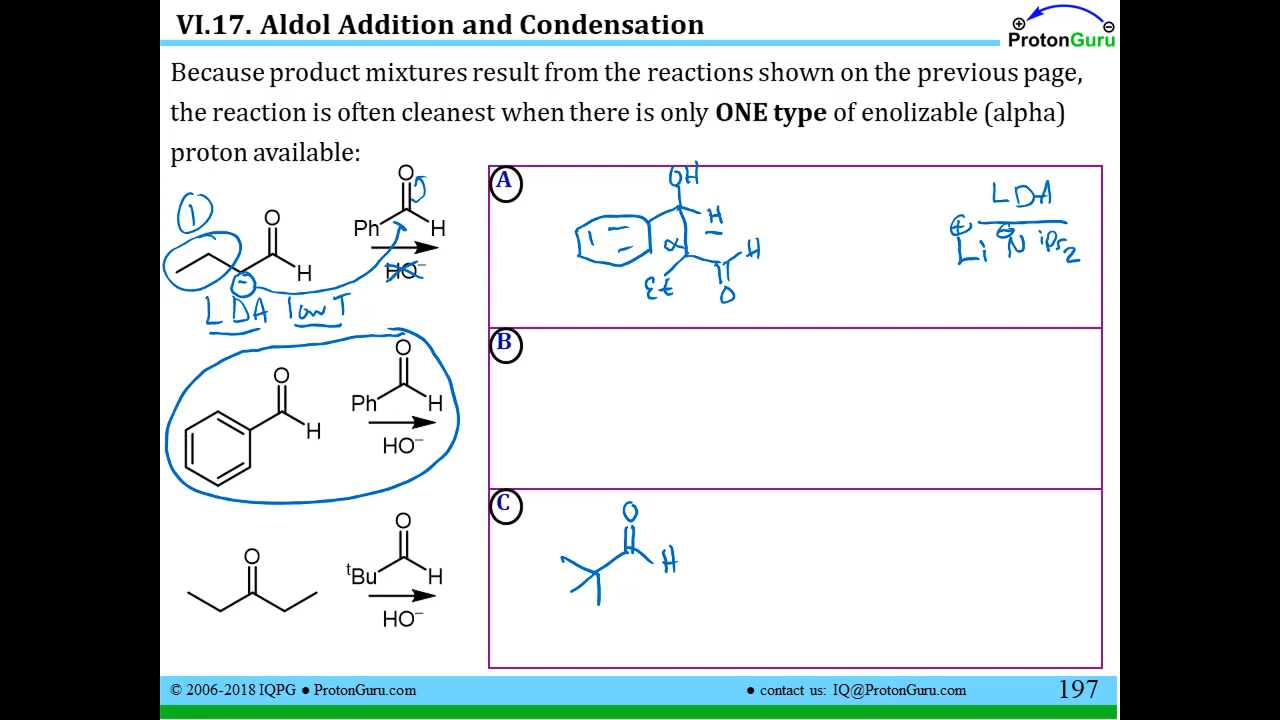 VI.17. Aldol Addition and Condensation
ProtonGuru
Because product mixtures result from the reactions shown on the previous page,
the reaction is often cleanest when there is only ONE type of enolizable (alpha)
proton available:
①
O
H
⊖
LDA low T
O
Ph
H
HO⁻
A
OH
H
α
Et
H
O
LDA
⊕ ⊖
Li N iPr₂
O
H
O
Ph
H
HO⁻
B
O
O
ᵗBu
H
HO⁻
C
O
H
© 2006-2018 IQPG ● ProtonGuru.com
● contact us: IQ@ProtonGuru.com
197